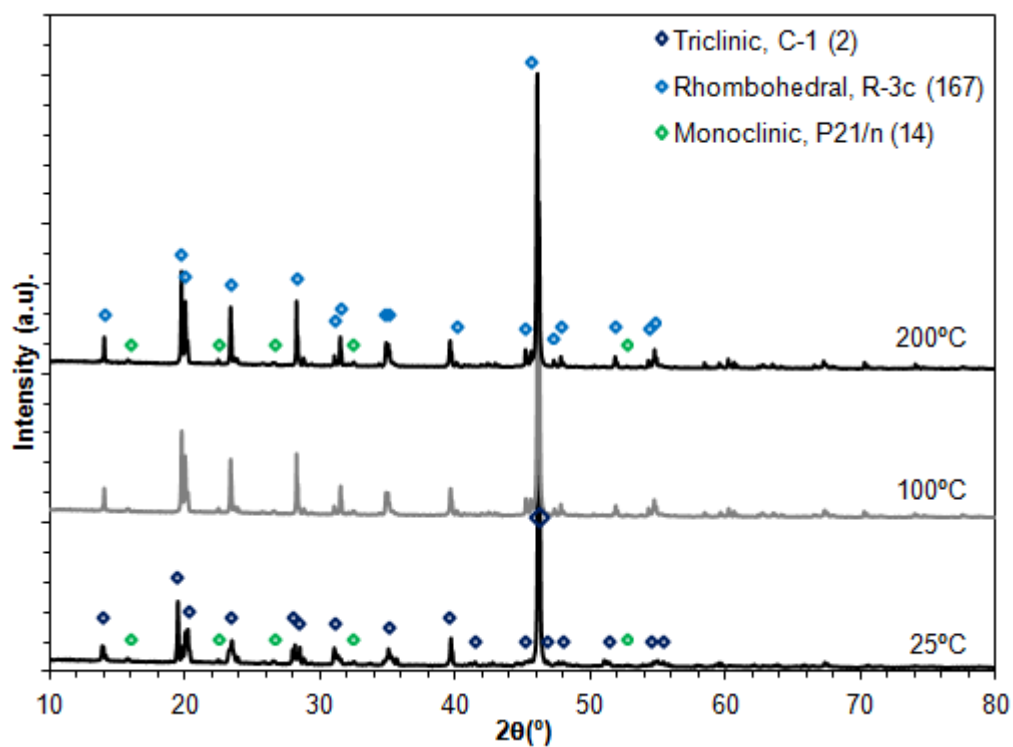 Triclinic, C-1 (2)
Rhombohedral, R-3c (167)
Monoclinic, P21/n (14)
Intensity (a.u).
200ºC
100ºC
25ºC
10 20 30 40 50 60 70 80
2θ(º)